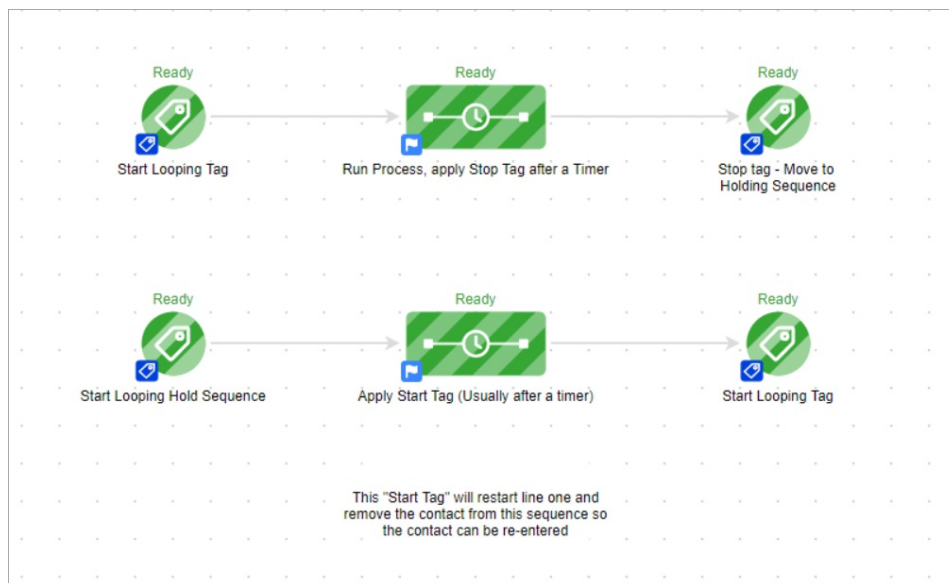 Ready
Ready
Ready
Start Looping Tag
Run Process, apply Stop Tag after a Timer
Stop tag - Move to
Holding Sequence
Ready
Ready
Ready
Start Looping Hold Sequence
Apply Start Tag (Usually after a timer)
Start Looping Tag
This "Start Tag" will restart line one and
remove the contact from this sequence so
the contact can be re-entered